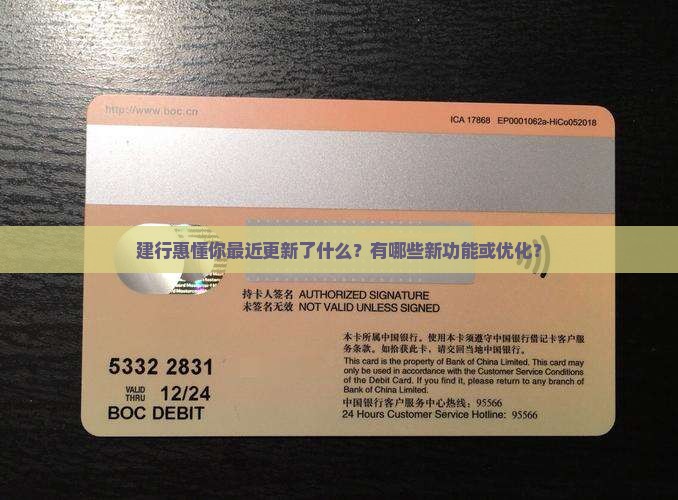 http://www.boc.cn
ICA 17868 EP0001062a-HiCo052018
建行惠懂你最近更新了什么？有哪些新功能或优化？
持卡人签名 AUTHORIZED SIGNATURE
未签名无效 NOT VALID UNLESS SIGNED
本卡所属中国银行。使用本卡须遵守中国银行借记卡客户服
务条款。如拾获此卡，请交回当地中国银行。
This card is the property of Bank of China Limited. This card may
only be used in accordance with the Customer Service Conditions
of the Debit Card. If you find it, please return to any branch of
Bank of China Limited.
中国银行客户服务中心热线：95566
24 Hours Customer Service Hotline: 95566
5332 2831
VALID
THRU 12/24
BOC DEBIT